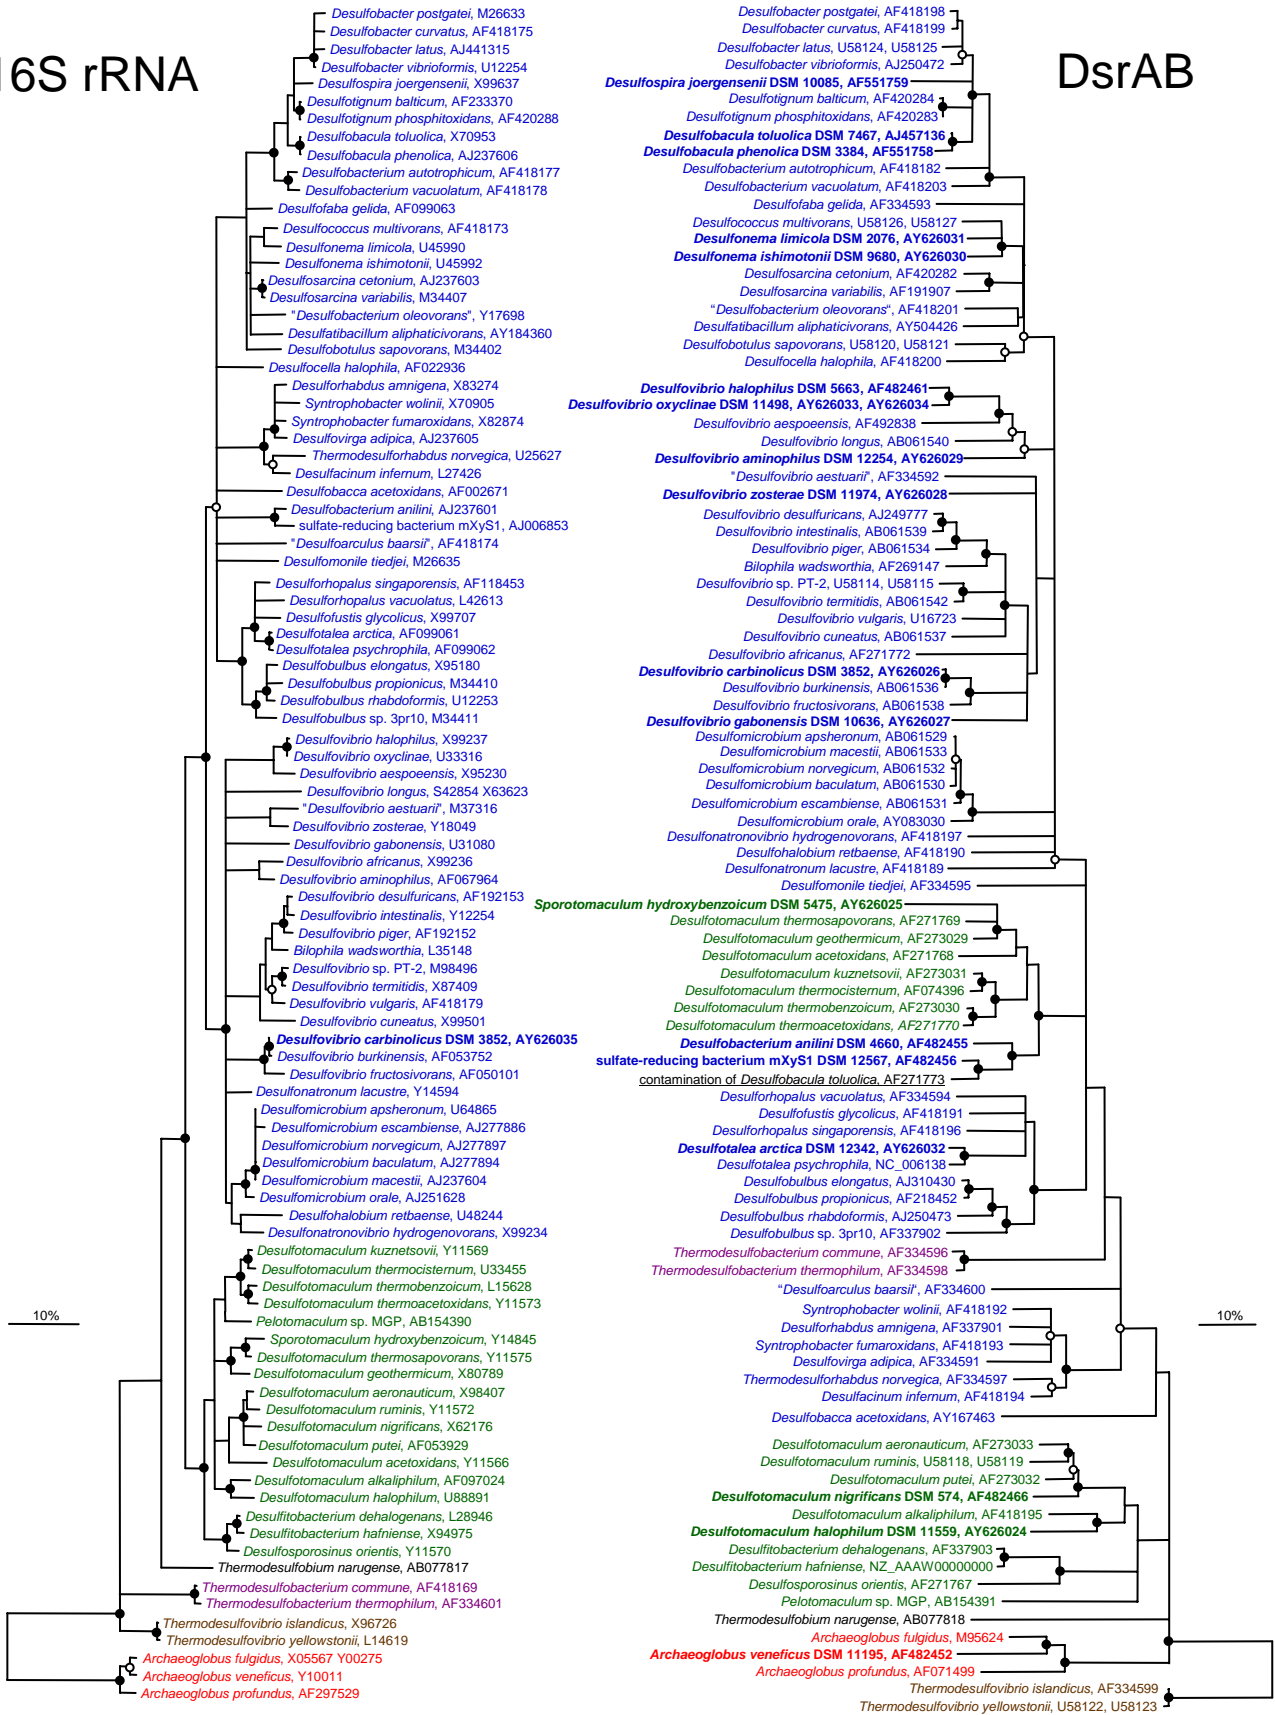 16S rRNA
Desulfobacter postgatei, M26633
Desulfobacter curvatus, AF418175
Desulfobacter latus, AJ441315
Desulfobacter vibrioformis, U12254
Desulfospira joergensenii, X99637
Desulfotignum balticum, AF233370
Desulfotignum phosphitoxidans, AF420288
Desulfobacula toluolica, X70953
Desulfobacula phenolica, AJ237606
Desulfobacterium autotrophicum, AF418177
Desulfobacterium vacuolatum, AF418178
Desulfofaba gelida, AF099063
Desulfococcus multivorans, AF418173
Desulfonema limicola, U45990
Desulfonema ishimotonii, U45992
Desulfosarcina cetonium, AJ237603
Desulfosarcina variabilis, M34407
"Desulfobacterium oleovorans", Y17698
Desulfatibacillum aliphaticivorans, AY184360
Desulfobotulus sapovorans, M34402
Desulfocella halophila, AF022936
Desulforhabdus amnigena, X83274
Syntrophobacter wolinii, X70905
Syntrophobacter fumaroxidans, X82874
Desulfovirga adipica, AJ237605
Thermodesulforhabdus norvegica, U25627
Desulfacinum infernum, L27426
Desulfobacca acetoxidans, AF002671
Desulfobacterium anilini, AJ237601
sulfate-reducing bacterium mXyS1, AJ006853
"Desulfoarculus baarsii", AF418174
Desulfomonile tiedjei, M26635
Desulforhopalus singaporensis, AF118453
Desulforhopalus vacuolatus, L42613
Desulfofustis glycolicus, X99707
Desulfotalea arctica, AF099061
Desulfotalea psychrophila, AF099062
Desulfobulbus elongatus, X95180
Desulfobulbus propionicus, M34410
Desulfobulbus rhabdoformis, U12253
Desulfobulbus sp. 3pr10, M34411
Desulfovibrio halophilus, X99237
Desulfovibrio oxyclinae, U33316
Desulfovibrio aespoeensis, X95230
Desulfovibrio longus, S42854 X63623
"Desulfovibrio aestuarii", M37316
Desulfovibrio zosterae, Y18049
Desulfovibrio gabonensis, U31080
Desulfovibrio africanus, X99236
Desulfovibrio aminophilus, AF067964
Desulfovibrio desulfuricans, AF192153
Desulfovibrio intestinalis, Y12254
Desulfovibrio piger, AF192152
Bilophila wadsworthia, L35148
Desulfovibrio sp. PT-2, M98496
Desulfovibrio termitidis, X87409
Desulfovibrio vulgaris, AF418179
Desulfovibrio cuneatus, X99501
Desulfovibrio carbinolicus DSM 3852, AY626035
Desulfovibrio burkinensis, AF053752
Desulfovibrio fructosivorans, AF050101
Desulfonatronum lacustre, Y14594
Desulfomicrobium apsheronum, U64865
Desulfomicrobium escambiense, AJ277886
Desulfomicrobium norvegicum, AJ277897
Desulfomicrobium baculatum, AJ277894
Desulfomicrobium macestii, AJ237604
Desulfomicrobium orale, AJ251628
Desulfohalobium retbaense, U48244
Desulfonatronovibrio hydrogenovorans, X99234
Desulfotomaculum kuznetsovii, Y11569
Desulfotomaculum thermocisternum, U33455
Desulfotomaculum thermobenzoicum, L15628
Desulfotomaculum thermoacetoxidans, Y11573
Pelotomaculum sp. MGP, AB154390
Sporotomaculum hydroxybenzoicum, Y14845
Desulfotomaculum thermosapovorans, Y11575
Desulfotomaculum geothermicum, X80789
Desulfotomaculum aeronauticum, X98407
Desulfotomaculum ruminis, Y11572
Desulfotomaculum nigrificans, X62176
Desulfotomaculum putei, AF053929
Desulfotomaculum acetoxidans, Y11566
Desulfotomaculum alkaliphilum, AF097024
Desulfotomaculum halophilum, U88891
Desulfitobacterium dehalogenans, L28946
Desulfitobacterium hafniense, X94975
Desulfosporosinus orientis, Y11570
Thermodesulfobium narugense, AB077817
Thermodesulfobacterium commune, AF418169
Thermodesulfobacterium thermophilum, AF334601
Thermodesulfovibrio islandicus, X96726
Thermodesulfovibrio yellowstonii, L14619
Archaeoglobus fulgidus, X05567 Y00275
Archaeoglobus veneficus, Y10011
Archaeoglobus profundus, AF297529
10%
DsrAB
Desulfobacter postgatei, AF418198
Desulfobacter curvatus, AF418199
Desulfobacter latus, U58124, U58125
Desulfobacter vibrioformis, AJ250472
Desulfospira joergensenii DSM 10085, AF551759
Desulfotignum balticum, AF420284
Desulfotignum phosphitoxidans, AF420283
Desulfobacula toluolica DSM 7467, AJ457136
Desulfobacula phenolica DSM 3384, AF551758
Desulfobacterium autotrophicum, AF418182
Desulfobacterium vacuolatum, AF418203
Desulfofaba gelida, AF334593
Desulfococcus multivorans, U58126, U58127
Desulfonema limicola DSM 2076, AY626031
Desulfonema ishimotonii DSM 9680, AY626030
Desulfosarcina cetonium, AF420282
Desulfosarcina variabilis, AF191907
“Desulfobacterium oleovorans“, AF418201
Desulfatibacillum aliphaticivorans, AY504426
Desulfobotulus sapovorans, U58120, U58121
Desulfocella halophila, AF418200
Desulfovibrio halophilus DSM 5663, AF482461
Desulfovibrio oxyclinae DSM 11498, AY626033, AY626034
Desulfovibrio aespoeensis, AF492838
Desulfovibrio longus, AB061540
Desulfovibrio aminophilus DSM 12254, AY626029
"Desulfovibrio aestuarii", AF334592
Desulfovibrio zosterae DSM 11974, AY626028
Desulfovibrio desulfuricans, AJ249777
Desulfovibrio intestinalis, AB061539
Desulfovibrio piger, AB061534
Bilophila wadsworthia, AF269147
Desulfovibrio sp. PT-2, U58114, U58115
Desulfovibrio termitidis, AB061542
Desulfovibrio vulgaris, U16723
Desulfovibrio cuneatus, AB061537
Desulfovibrio africanus, AF271772
Desulfovibrio carbinolicus DSM 3852, AY626026
Desulfovibrio burkinensis, AB061536
Desulfovibrio fructosivorans, AB061538
Desulfovibrio gabonensis DSM 10636, AY626027
Desulfomicrobium apsheronum, AB061529
Desulfomicrobium macestii, AB061533
Desulfomicrobium norvegicum, AB061532
Desulfomicrobium baculatum, AB061530
Desulfomicrobium escambiense, AB061531
Desulfomicrobium orale, AY083030
Desulfonatronovibrio hydrogenovorans, AF418197
Desulfohalobium retbaense, AF418190
Desulfonatronum lacustre, AF418189
Desulfomonile tiedjei, AF334595
Sporotomaculum hydroxybenzoicum DSM 5475, AY626025
Desulfotomaculum thermosapovorans, AF271769
Desulfotomaculum geothermicum, AF273029
Desulfotomaculum acetoxidans, AF271768
Desulfotomaculum kuznetsovii, AF273031
Desulfotomaculum thermocisternum, AF074396
Desulfotomaculum thermobenzoicum, AF273030
Desulfotomaculum thermoacetoxidans, AF271770
Desulfobacterium anilini DSM 4660, AF482455
sulfate-reducing bacterium mXyS1 DSM 12567, AF482456
contamination of Desulfobacula toluolica, AF271773
Desulforhopalus vacuolatus, AF334594
Desulfofustis glycolicus, AF418191
Desulforhopalus singaporensis, AF418196
Desulfotalea arctica DSM 12342, AY626032
Desulfotalea psychrophila, NC_006138
Desulfobulbus elongatus, AJ310430
Desulfobulbus propionicus, AF218452
Desulfobulbus rhabdoformis, AJ250473
Desulfobulbus sp. 3pr10, AF337902
Thermodesulfobacterium commune, AF334596
Thermodesulfobacterium thermophilum, AF334598
“Desulfoarculus baarsii“, AF334600
Syntrophobacter wolinii, AF418192
Desulforhabdus amnigena, AF337901
Syntrophobacter fumaroxidans, AF418193
Desulfovirga adipica, AF334591
Thermodesulforhabdus norvegica, AF334597
Desulfacinum infernum, AF418194
Desulfobacca acetoxidans, AY167463
Desulfotomaculum aeronauticum, AF273033
Desulfotomaculum ruminis, U58118, U58119
Desulfotomaculum putei, AF273032
Desulfotomaculum nigrificans DSM 574, AF482466
Desulfotomaculum alkaliphilum, AF418195
Desulfotomaculum halophilum DSM 11559, AY626024
Desulfitobacterium dehalogenans, AF337903
Desulfitobacterium hafniense, NZ_AAAW00000000
Desulfosporosinus orientis, AF271767
Pelotomaculum sp. MGP, AB154391
Thermodesulfobium narugense, AB077818
Archaeoglobus fulgidus, M95624
Archaeoglobus veneficus DSM 11195, AF482452
Archaeoglobus profundus, AF071499
Thermodesulfovibrio islandicus, AF334599
Thermodesulfovibrio yellowstonii, U58122, U58123
10%